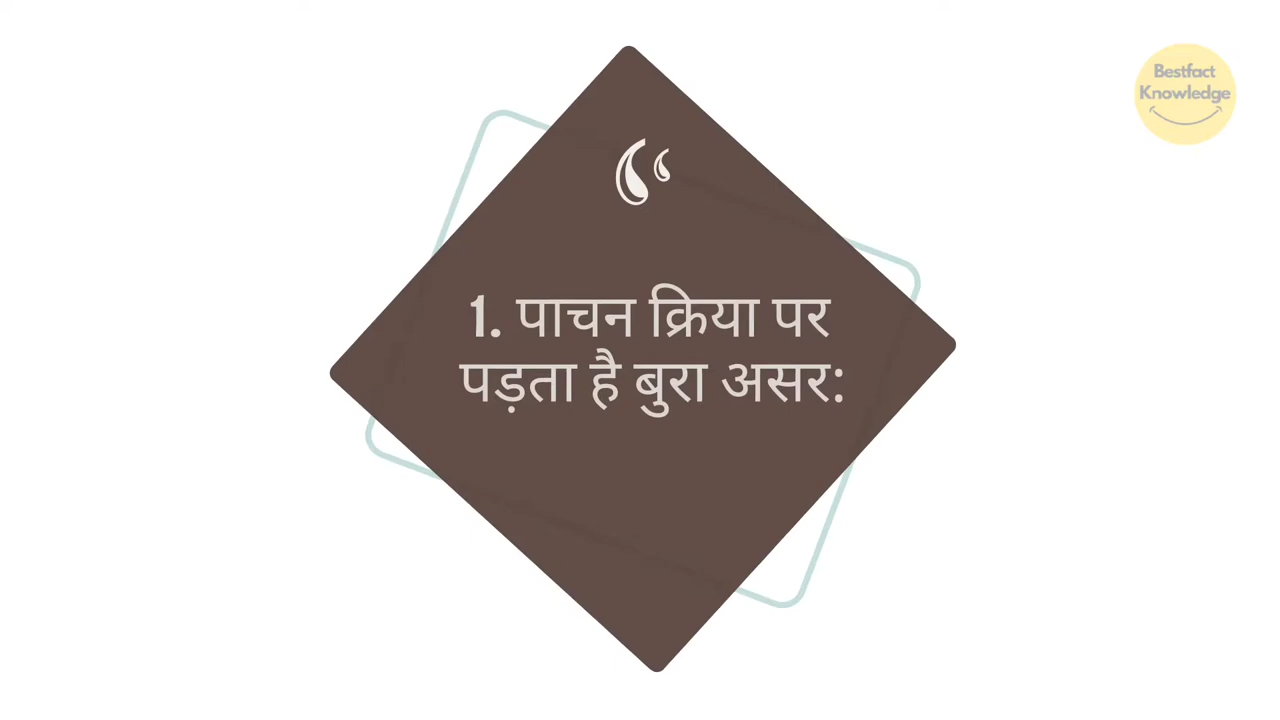 Bestfact
Knowledge
1. पाचन क्रिया पर
पड़ता है बुरा असर: